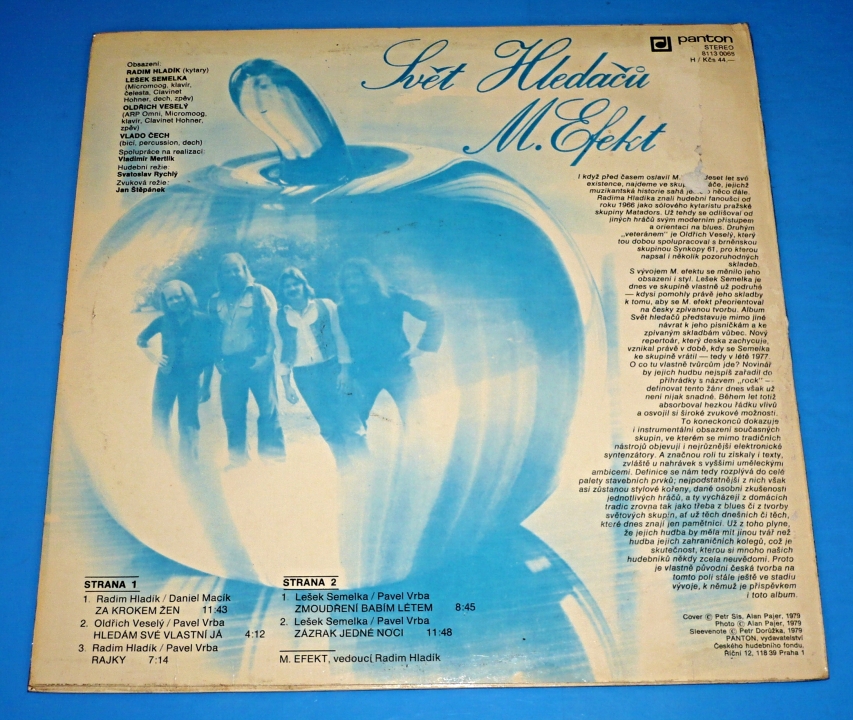 panton
STEREO
8113 0065
H / Kčs 44.—
Svět Hledačů
M. Efekt
Obsazení:
RADIM HLADÍK (kytary)
LEŠEK SEMELKA
(Micromoog, klavír,
čelesta, Clavinet
Hohner, dech, zpěv)
OLDŘICH VESELÝ
(ARP Omni, Micromoog,
klavír, Clavinet Hohner,
zpěv)
VLADO ČECH
(bicí, percussion, dech)
Spolupráce na realizaci:
Vladimír Mertlík
Hudební režie:
Svatoslav Rychlý
Zvuková režie:
Jan Štěpánek
I když před časem oslavil M. deset let své
existence, najdeme ve jejichž
muzikantská historie sahá něco dále.
Radima Hladíka znali hudební fanoušci od
roku 1966 jako sólového kytaristu pražské
skupiny Matadors. Už tehdy se odlišoval od
jiných hráčů svým moderním přístupem
a orientací na blues. Druhým
„veteránem" je Oldřich Veselý, který
tou dobou spolupracoval s brněnskou
skupinou Synkopy 61, pro kterou
napsal i několik pozoruhodných
skladeb.
S vývojem M. efektu se měnilo jeho
obsazení i styl. Lešek Semelka je
dnes ve skupině vlastně už podruhé
— kdysi pomohly právě jeho skladby
k tomu, aby se M. efekt přeorientoval
na česky zpívanou tvorbu. Album
Svět hledačů představuje mimo jiné
návrat k jeho písničkám a ke
zpívaným skladbám vůbec. Nový
repertoár, který deska zachycuje,
vznikal právě v době, kdy se Semelka
ke skupině vrátil — tedy v létě 1977.
O co tu vlastně tvůrcům jde? Novinář
by jejich hudbu nejspíš zařadil do
přihrádky s názvem „rock" —
definovat tento žánr dnes však už
není nijak snadné. Během let totiž
absorboval hezkou řádku vlivů
a osvojil si široké zvukové možnosti.
To koneckonců dokazuje
i instrumentální obsazení současných
skupin, ve kterém se mimo tradičních
nástrojů objevují i nejrůznější elektronické
syntenzátory. A značnou roli tu získaly i texty,
zvláště u nahrávek s vyššími uměleckými
ambicemi. Definice se nám tedy rozplývá do celé
palety stavebních prvků; nejpodstatnější z nich však
asi zůstanou stylové kořeny, dané osobní zkušeností
jednotlivých hráčů, a ty vycházejí z domácích
tradic zrovna tak jako třeba z blues či z tvorby
světových skupin, ať už těch dnešních či těch,
které dnes znají jen pamětníci. Už z toho plyne,
že jejich hudba by měla mít jinou tvář než
hudba jejich zahraničních kolegů, což je
skutečnost, kterou si mnoho našich
hudebníků někdy zcela neuvědomí. Proto
je vlastně původní česká tvorba na
tomto poli stále ještě ve stadiu
vývoje, k němuž je příspěvkem
i toto album.
STRANA 1
1. Radim Hladík / Daniel Macík
ZA KROKEM ŽEN 11:43
2. Oldřich Veselý / Pavel Vrba
HLEDÁM SVÉ VLASTNÍ JÁ 4:12
3. Radim Hladík / Pavel Vrba
RAJKY 7:14
STRANA 2
1. Lešek Semelka / Pavel Vrba
ZMOUDŘENÍ BABÍM LÉTEM 8:45
2. Lešek Semelka / Pavel Vrba
ZÁZRAK JEDNÉ NOCI 11:48
M. EFEKT, vedoucí Radim Hladík
Cover © Petr Sís, Alan Pajer, 1979
Photo © Alan Pajer, 1979
Sleevenote © Petr Dorůžka, 1979
PANTON, vydavatelství
Českého hudebního fondu,
Říční 12, 118 39 Praha 1